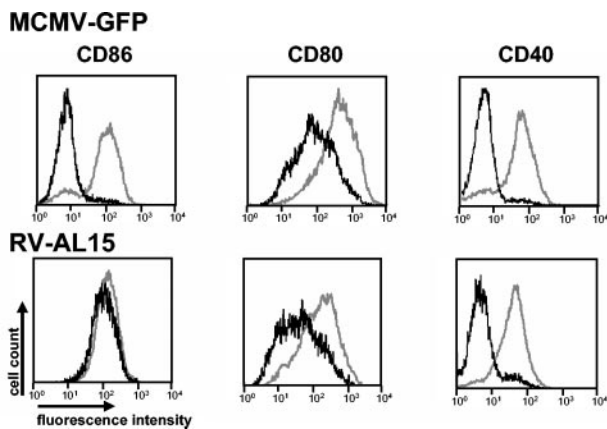 MCMV-GFP
CD86 CD80 CD40
10⁰ 10¹ 10² 10³ 10⁴ 10⁰ 10¹ 10² 10³ 10⁴ 10⁰ 10¹ 10² 10³ 10⁴
RV-AL15
cell count
10⁰ 10¹ 10² 10³ 10⁴ 10⁰ 10¹ 10² 10³ 10⁴ 10⁰ 10¹ 10² 10³ 10⁴
fluorescence intensity